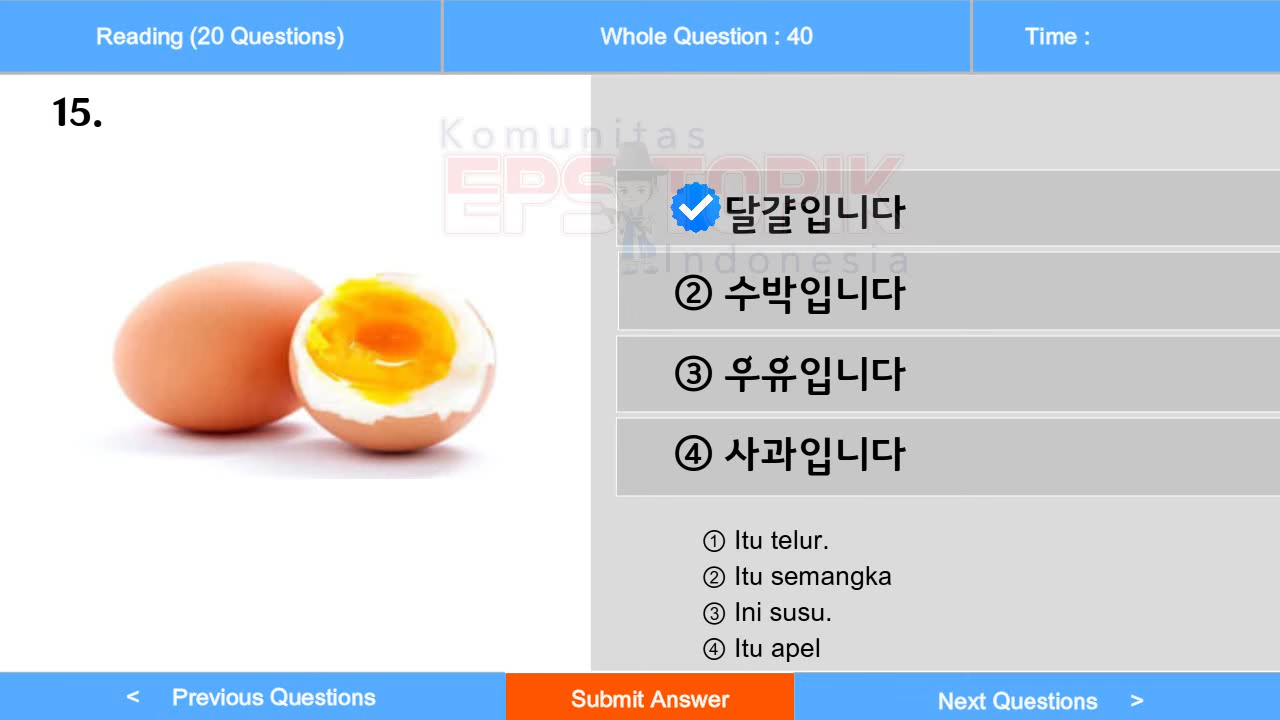 Reading (20 Questions)
Whole Question : 40
Time :
15.
Komunitas
EPS TOPIK
Indonesia
달걀입니다
② 수박입니다
③ 우유입니다
④ 사과입니다
① Itu telur.
② Itu semangka
③ Ini susu.
④ Itu apel
< Previous Questions
Submit Answer
Next Questions >